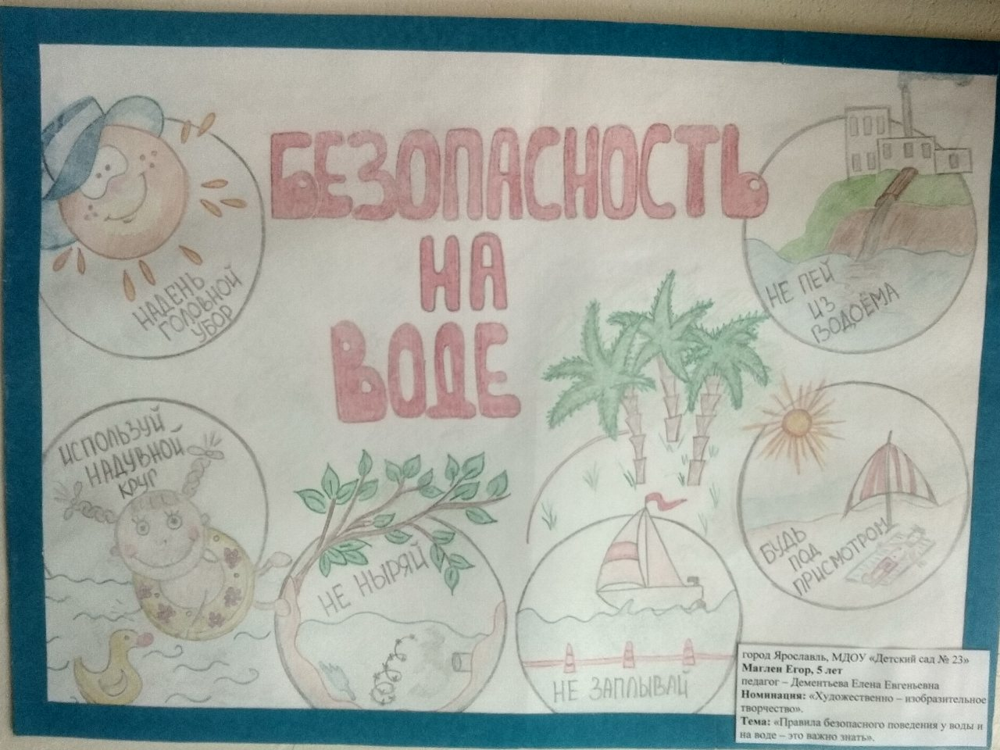 БЕЗОПАСНОСТЬ
НА
ВОДЕ
НАДЕНЬ
ГОЛОВНОЙ
УБОР
НЕ ПЕЙ
ИЗ
ВОДОЁМА
ИСПОЛЬЗУЙ
НАДУВНОЙ
КРУГ
НЕ НЫРЯЙ
НЕ ЗАПЛЫВАЙ
БУДЬ
ПОД
ПРИСМОТРОМ
город Ярославль, МДОУ «Детский сад № 23»
Маглен Егор, 5 лет
педагог – Дементьева Елена Евгеньевна
Номинация: «Художественно – изобразительное
творчество».
Тема: «Правила безопасного поведения у воды и
на воде – это важно знать».